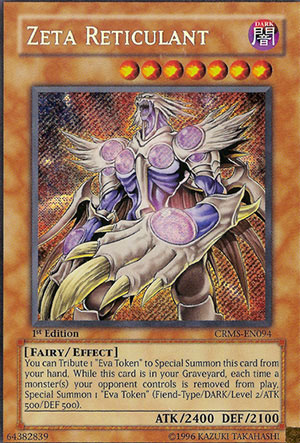 ZETA RETICULANT
DARK
闇
1st Edition
CRMS-EN094
[FAIRY/EFFECT]
You can Tribute 1 "Eva Token" to Special Summon this card from
your hand. While this card is in your Graveyard, each time a
monster(s) your opponent controls is removed from play,
Special Summon 1 "Eva Token" (Fiend-Type/DARK/Level 2/ATK
500/DEF 500).
ATK/2400 DEF/2100
64382839
©1996 KAZUKI TAKAHASHI